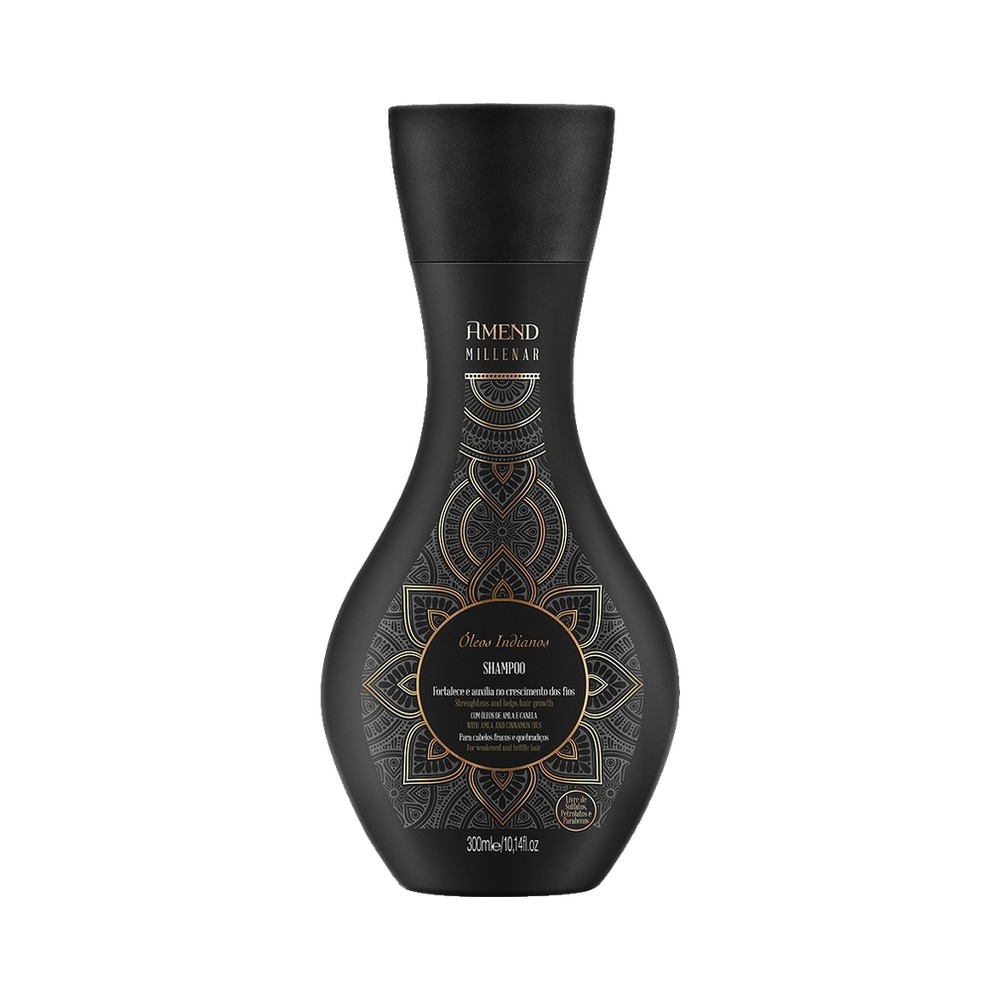 AMEND
MILLENAR
Óleos Indianos
SHAMPOO
Fortalece e auxilia no crescimento dos fios
Strenghtens and helps hair growth
COM ÓLEOS DE AMLA E CANELA
WITH AMLA AND CINNAMON OILS
Para cabelos fracos e quebradiços
For weakened and brittle hair
Livre de
Sulfatos,
Petrolatos e
Parabenos
300mle/10,14fl.oz